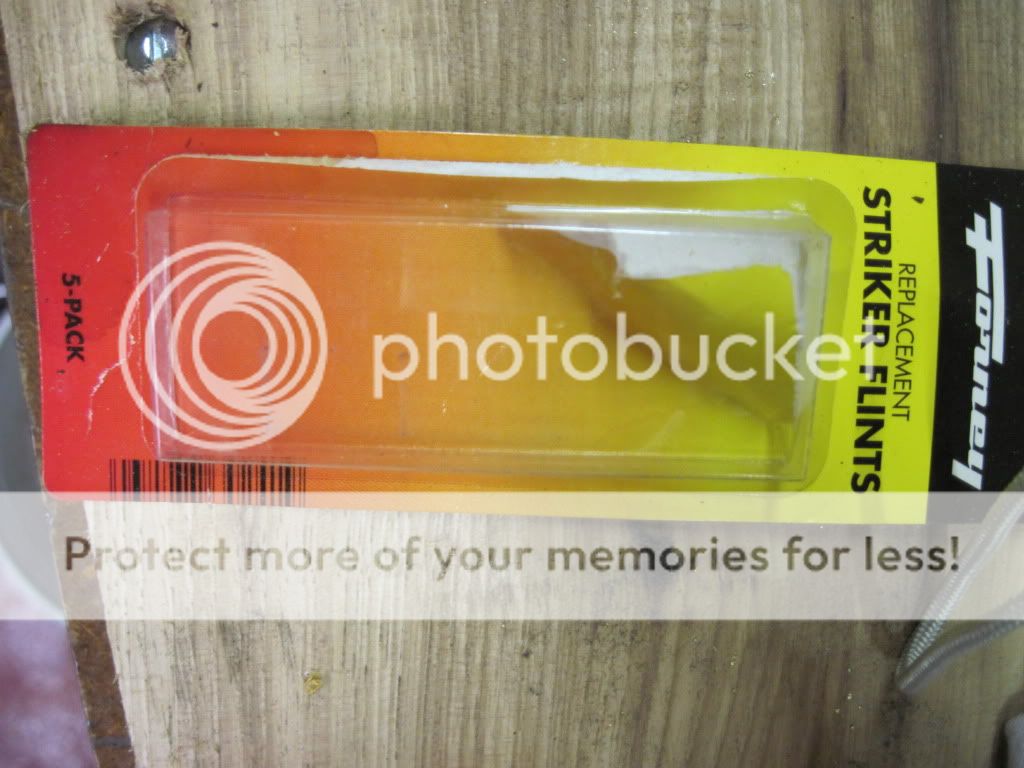 Forney
REPLACEMENT
STRIKER FLINTS
5-PACK
photobucket
Protect more of your memories for less!